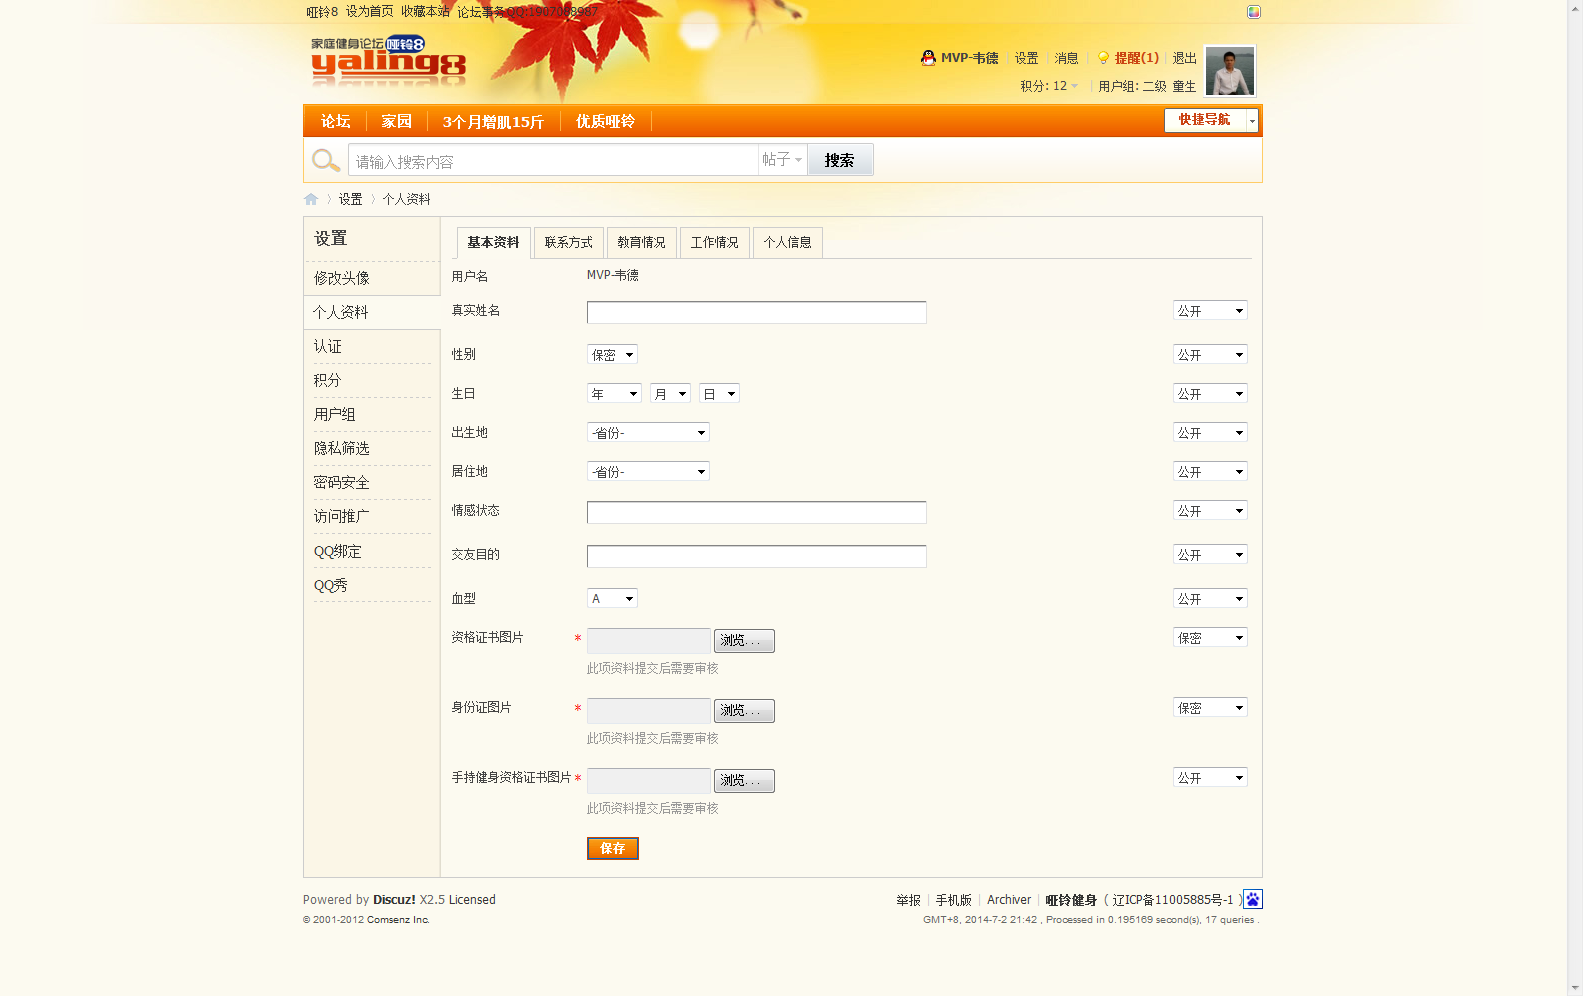 哑铃8 设为首页 收藏本站 论坛事务QQ:1907008987
家庭健身论坛 哑铃8
yaling8
MVP-韦德 设置 消息 提醒(1) 退出
积分: 12 用户组: 二级 童生
论坛 家园 3个月增肌15斤 优质哑铃 快捷导航
请输入搜索内容 帖子 搜索
设置 个人资料
设置
修改头像
个人资料
认证
积分
用户组
隐私筛选
密码安全
访问推广
QQ绑定
QQ秀
基本资料 联系方式 教育情况 工作情况 个人信息
用户名 MVP-韦德
真实姓名 公开
性别 保密 公开
生日 年 月 日 公开
出生地 -省份- 公开
居住地 -省份- 公开
情感状态 公开
交友目的 公开
血型 A 公开
资格证书图片 * 浏览... 保密
此项资料提交后需要审核
身份证图片 * 浏览... 保密
此项资料提交后需要审核
手持健身资格证书图片 * 浏览... 公开
此项资料提交后需要审核
保存
Powered by Discuz! X2.5 Licensed
© 2001-2012 Comsenz Inc.
举报 手机版 Archiver 哑铃健身 ( 辽ICP备11005885号-1 )
GMT+8, 2014-7-2 21:42 , Processed in 0.195169 second(s), 17 queries .